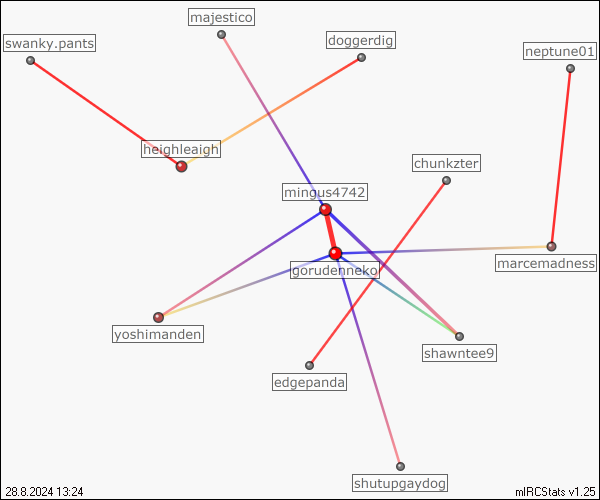 majestico
swanky.pants
doggerdig
neptune01
heighleaigh
chunkzter
mingus4742
gorudenneko
marcemadness
yoshimanden
shawntee9
edgepanda
shutupgaydog
28.8.2024 13:24
mIRCStats v1.25